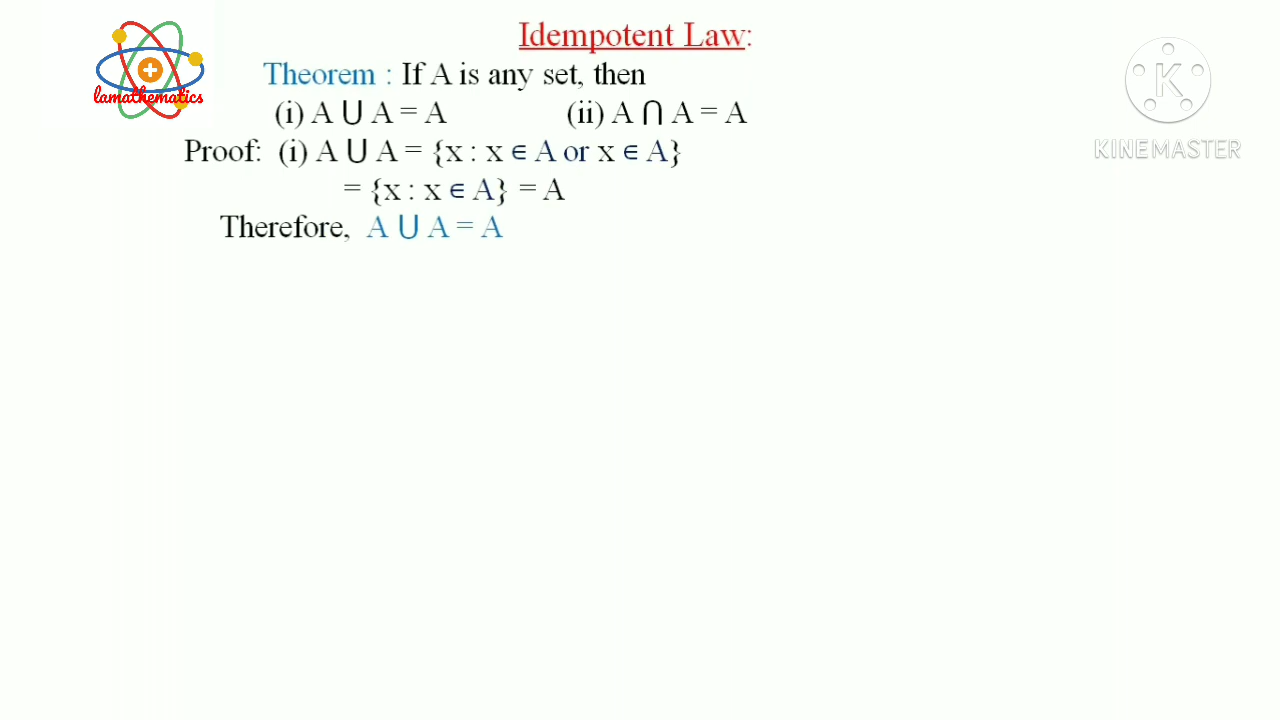 Idempotent Law:
Theorem : If A is any set, then
(i) A ⋃ A = A (ii) A ⋂ A = A
Proof: (i) A ⋃ A = {x : x ∈ A or x ∈ A}
= {x : x ∈ A} = A
Therefore, A ⋃ A = A
lamathematics
K
KINEMASTER